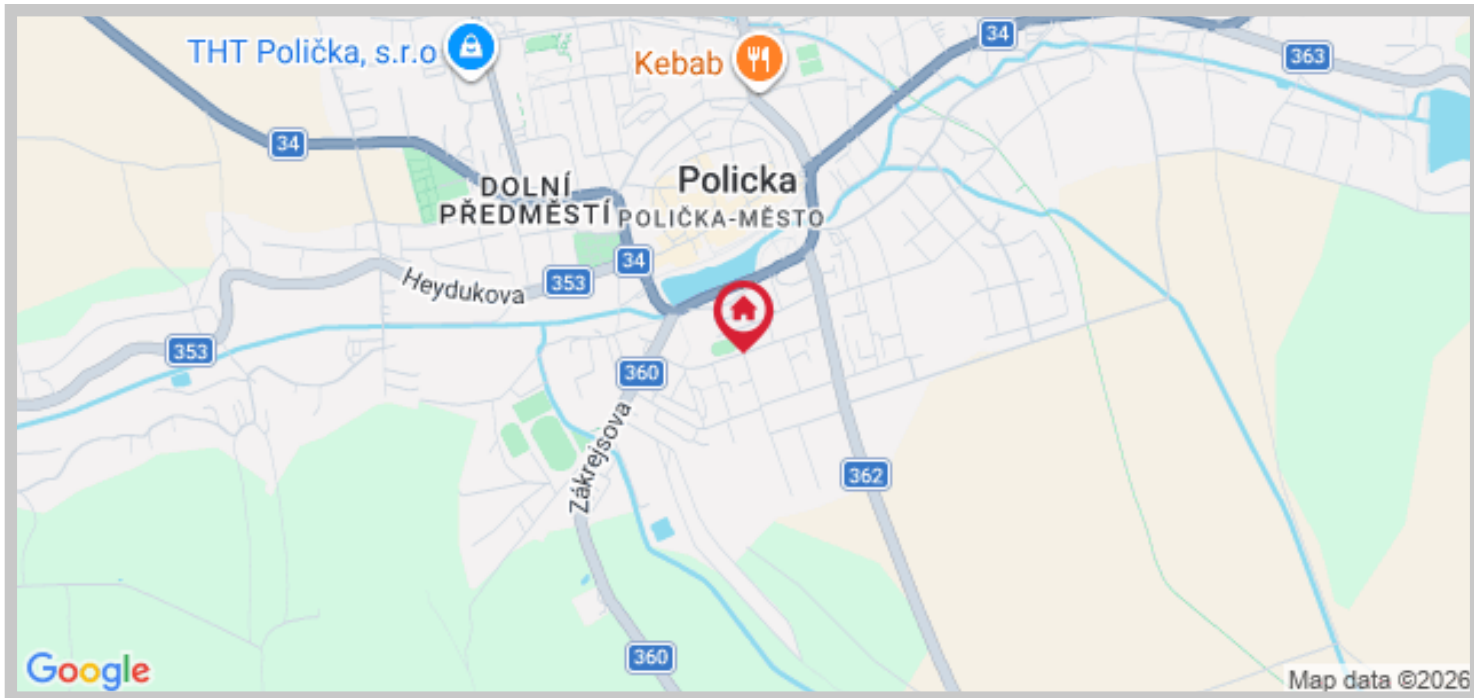 THT Polička, s.r.o
Kebab
34
363
34
DOLNÍ
PŘEDMĚSTÍ
Policka
POLIČKA-MĚSTO
34
Heydukova
353
353
360
Zákrejsova
362
360
Google
Map data ©2026